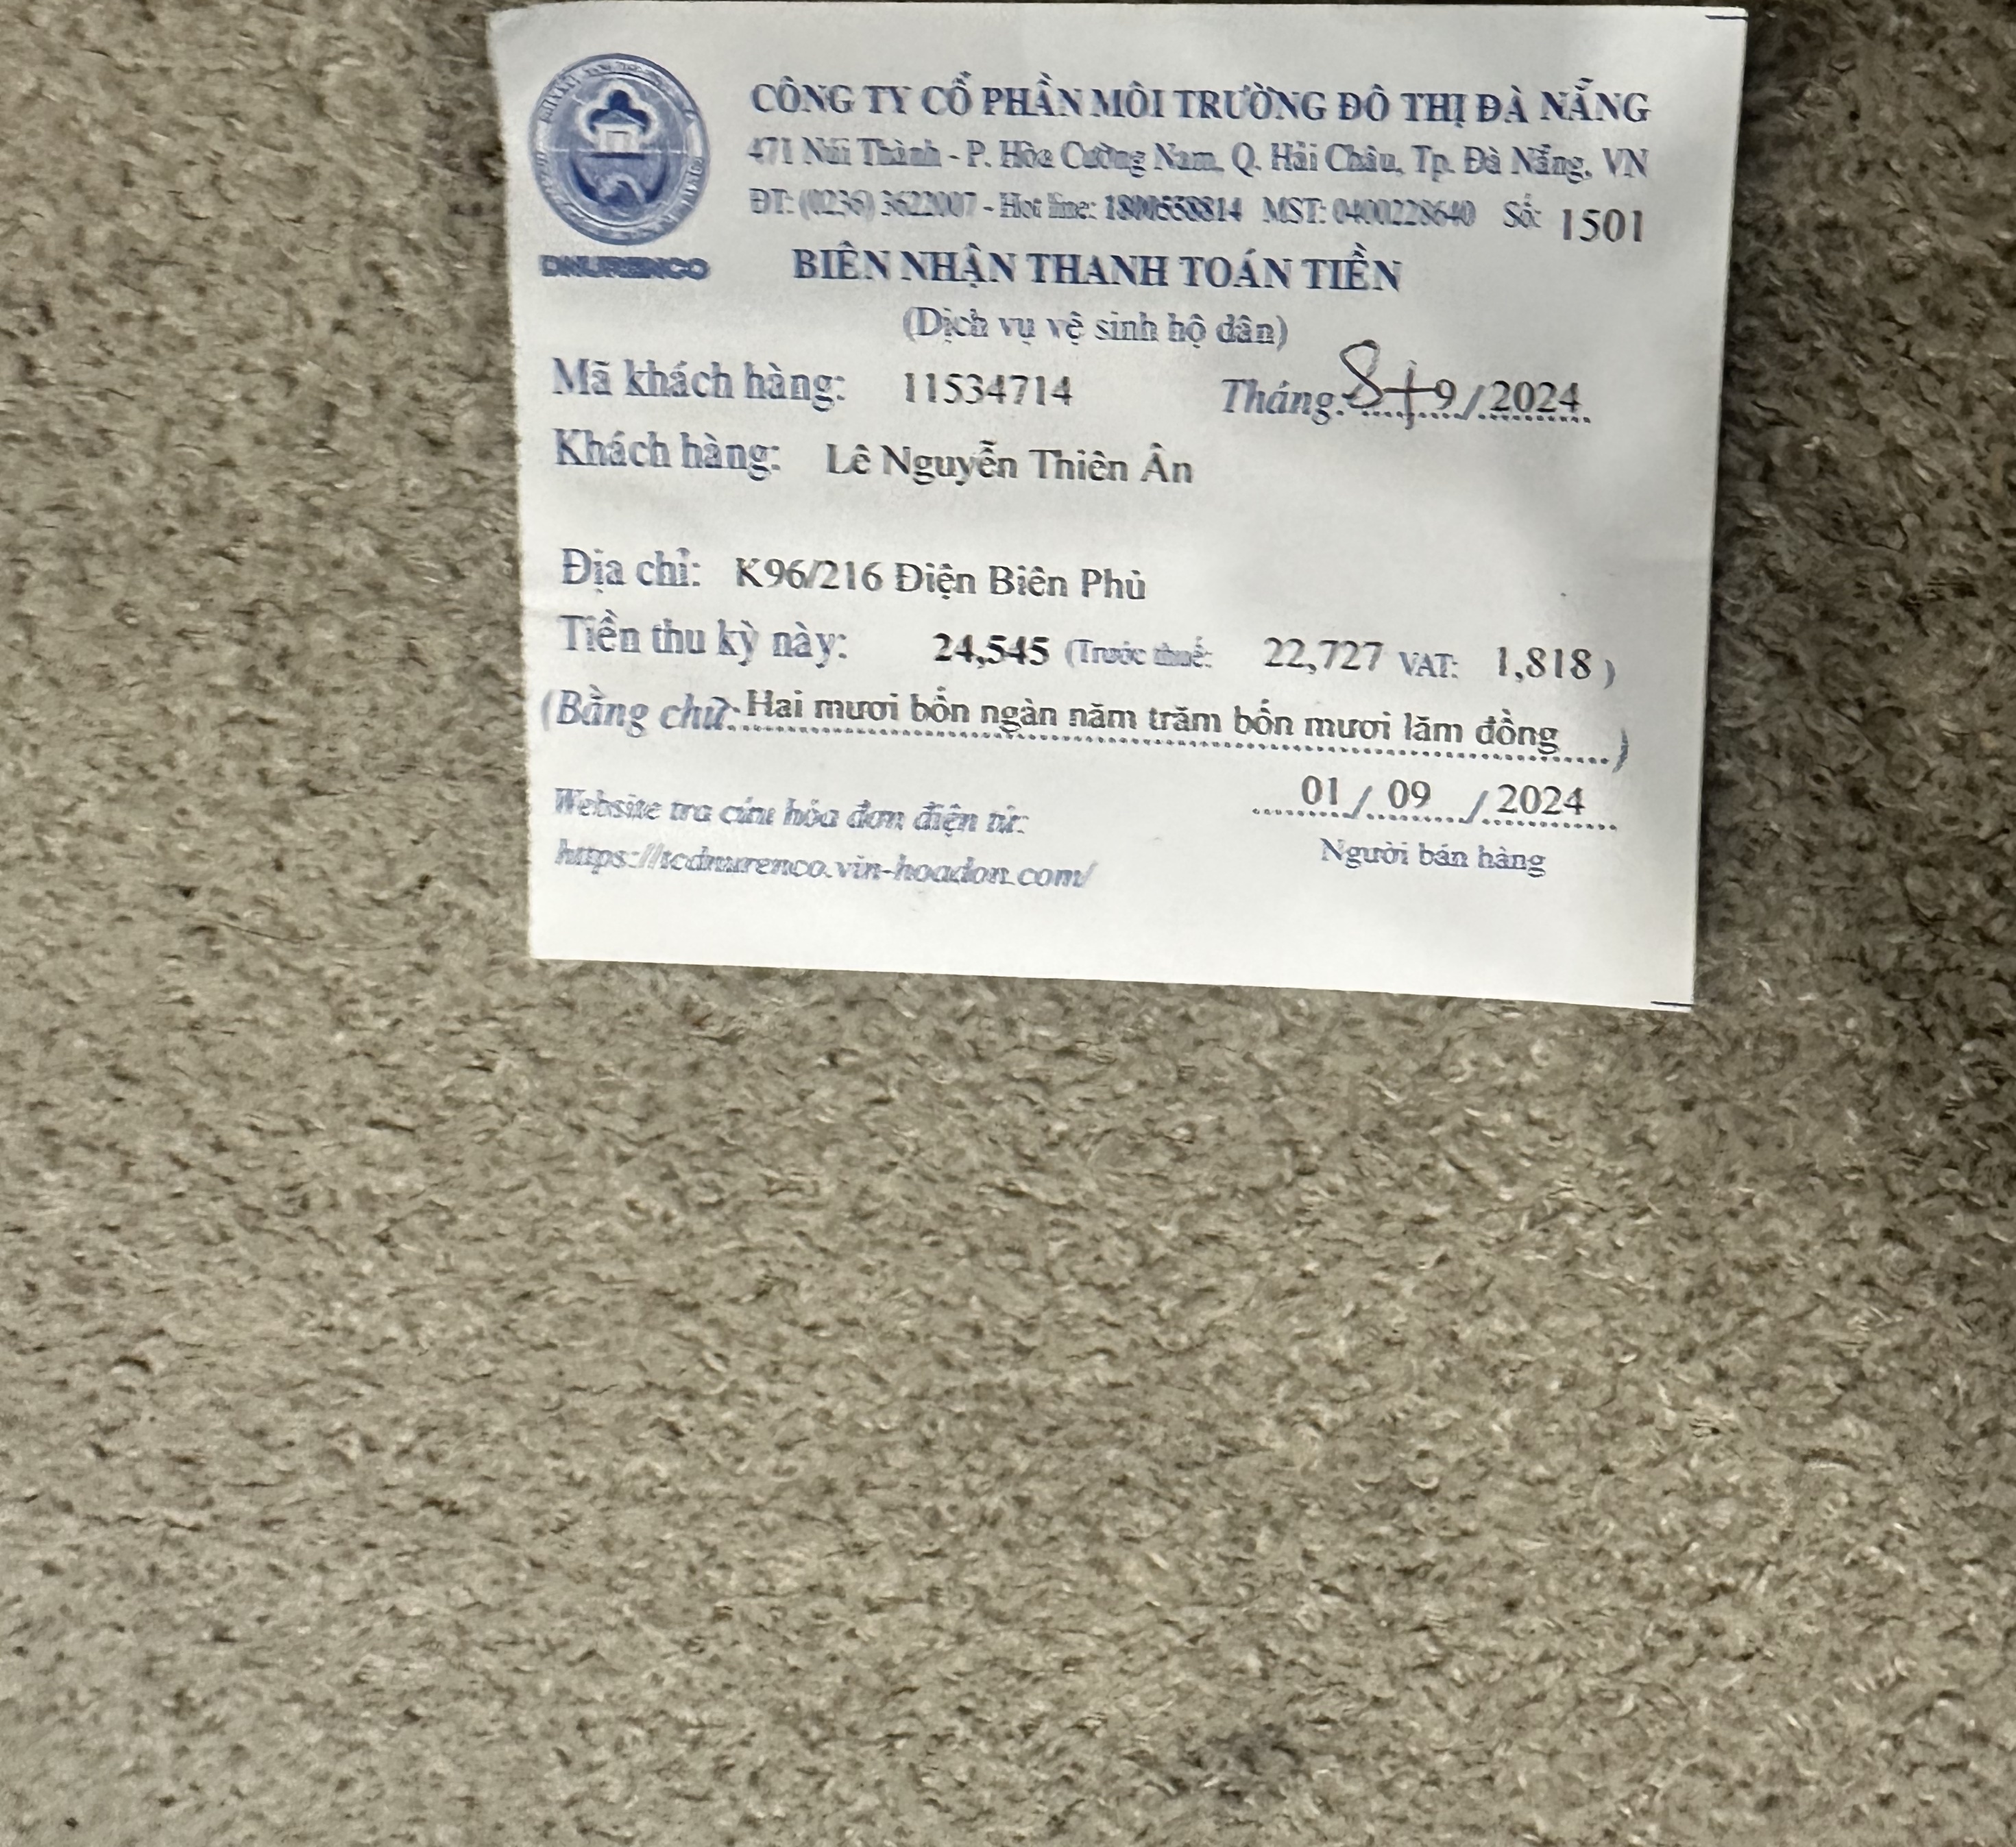 CÔNG TY CỔ PHẦN MÔI TRƯỜNG ĐÔ THỊ ĐÀ NẴNG
471 Núi Thành - P. Hòa Cường Nam, Q. Hải Châu, Tp. Đà Nẵng, VN
ĐT: (0236) 3622007 - Hot line: MST: 0400228640 Số: 1501
DNURENCO
BIÊN NHẬN THANH TOÁN TIỀN
(Dịch vụ vệ sinh hộ dân)
Mã khách hàng: 11534714 Tháng: 8+9/2024
Khách hàng: Lê Nguyễn Thiên Ân
Địa chỉ: K96/216 Điện Biên Phủ
Tiền thu kỳ này: 24,545 (Trước thuế: 22,727 VAT: 1,818 )
(Bằng chữ: Hai mươi bốn ngàn năm trăm bốn mươi lăm đồng )
01 / 09 / 2024
Website tra cứu hóa đơn điện tử:
https://tcdnurenco.vin-hoadon.com/
Người bán hàng